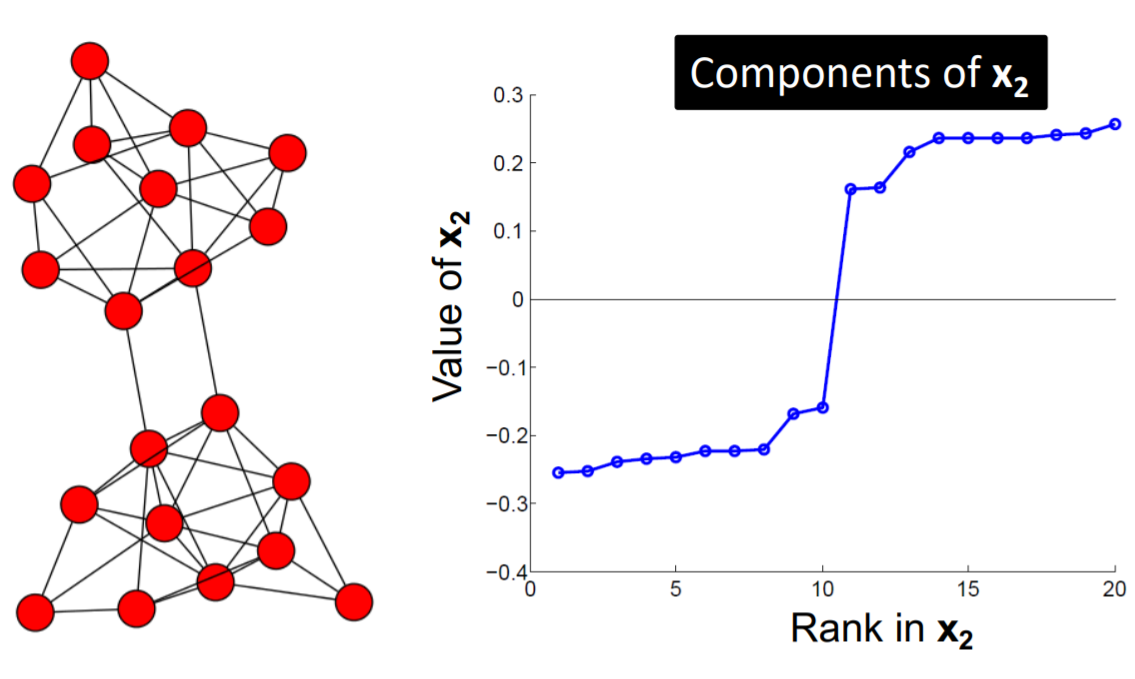 Components of x₂
0.3
0.2
0.1
0
−0.1
−0.2
−0.3
−0.4
Value of x₂
0 5 10 15 20
Rank in x₂